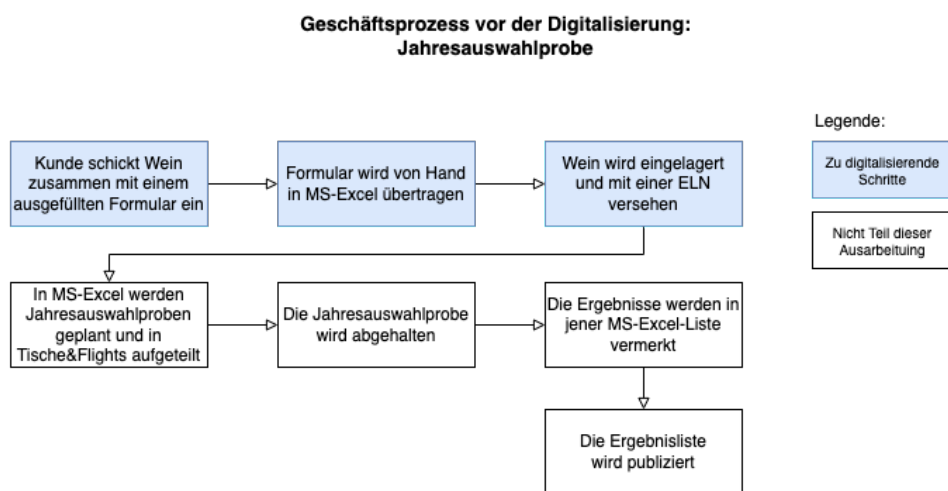 Geschäftsprozess vor der Digitalisierung:
Jahresauswahlprobe
Legende:
Kunde schickt Wein
zusammen mit einem
ausgefüllten Formular ein
Formular wird von Hand
in MS-Excel übertragen
Wein wird eingelagert
und mit einer ELN
versehen
Zu digitalisierende
Schritte
Nicht Teil dieser
Ausarbeituing
In MS-Excel werden
Jahresauswahlproben
geplant und in
Tische&Flights aufgeteilt
Die Jahresauswahlprobe
wird abgehalten
Die Ergebnisse werden in
jener MS-Excel-Liste
vermerkt
Die Ergebnisliste
wird publiziert